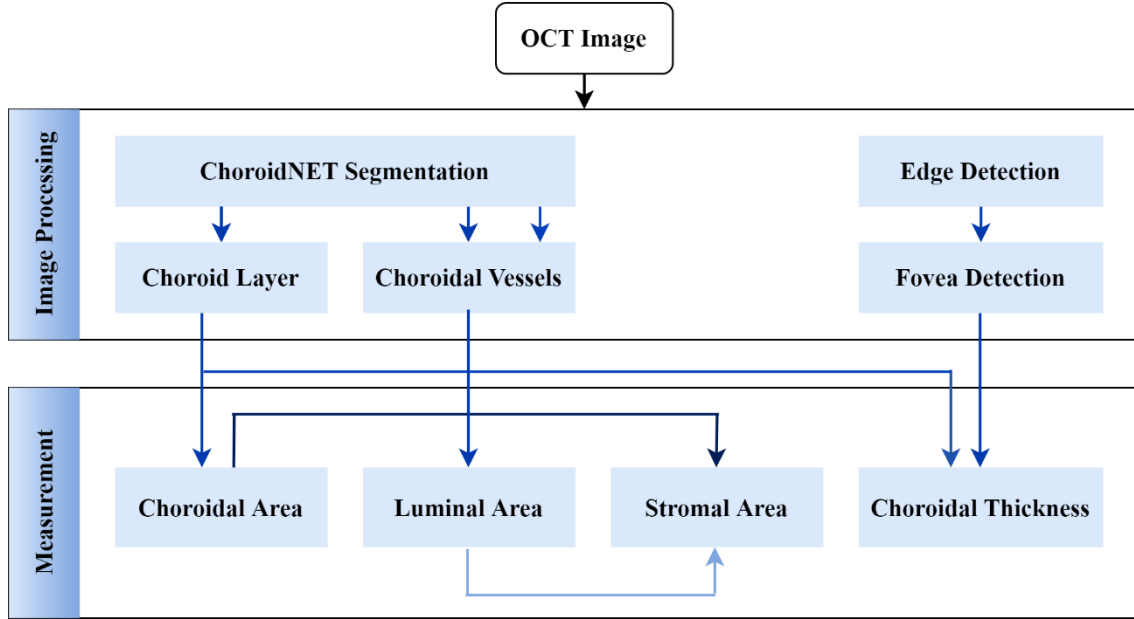 OCT Image
Image Processing
ChoroidNET Segmentation
Edge Detection
Choroid Layer
Choroidal Vessels
Fovea Detection
Measurement
Choroidal Area
Luminal Area
Stromal Area
Choroidal Thickness